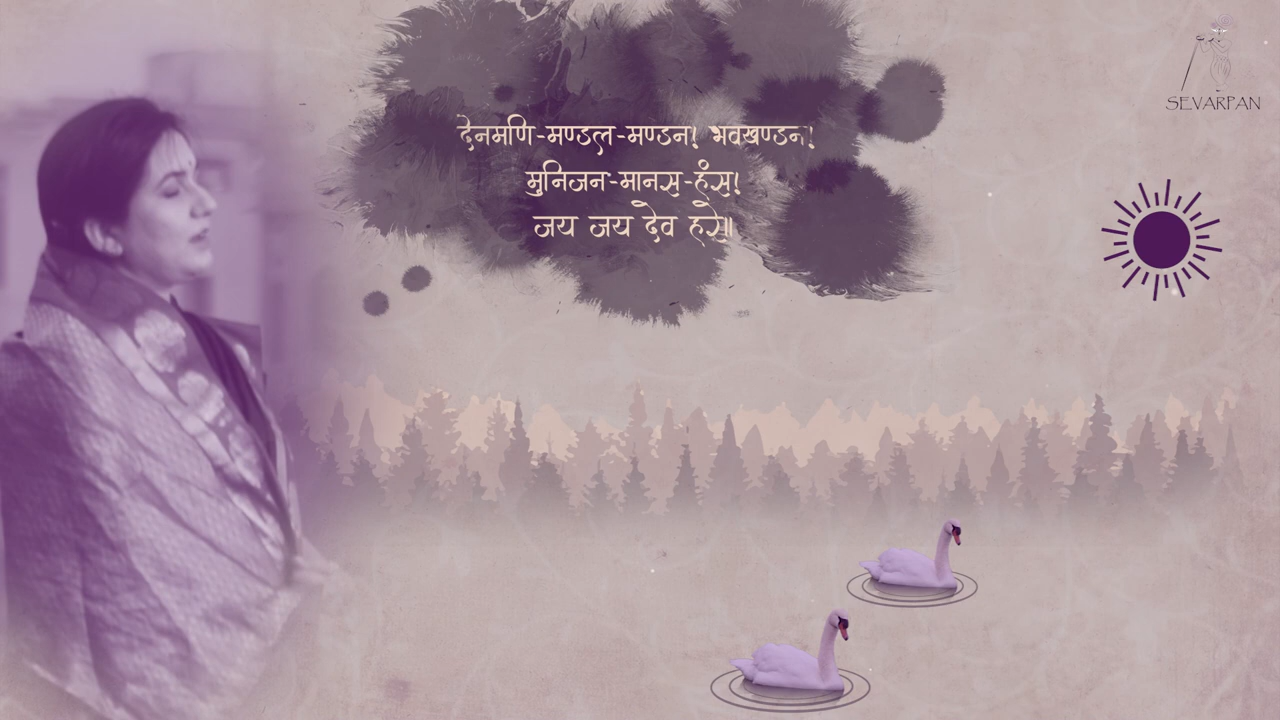 देनमणि-मण्डल-मण्डन! भवखण्डन!
मुनिजन-मानस-हंस!
जय जय देव हरे॥
SEVARPAN